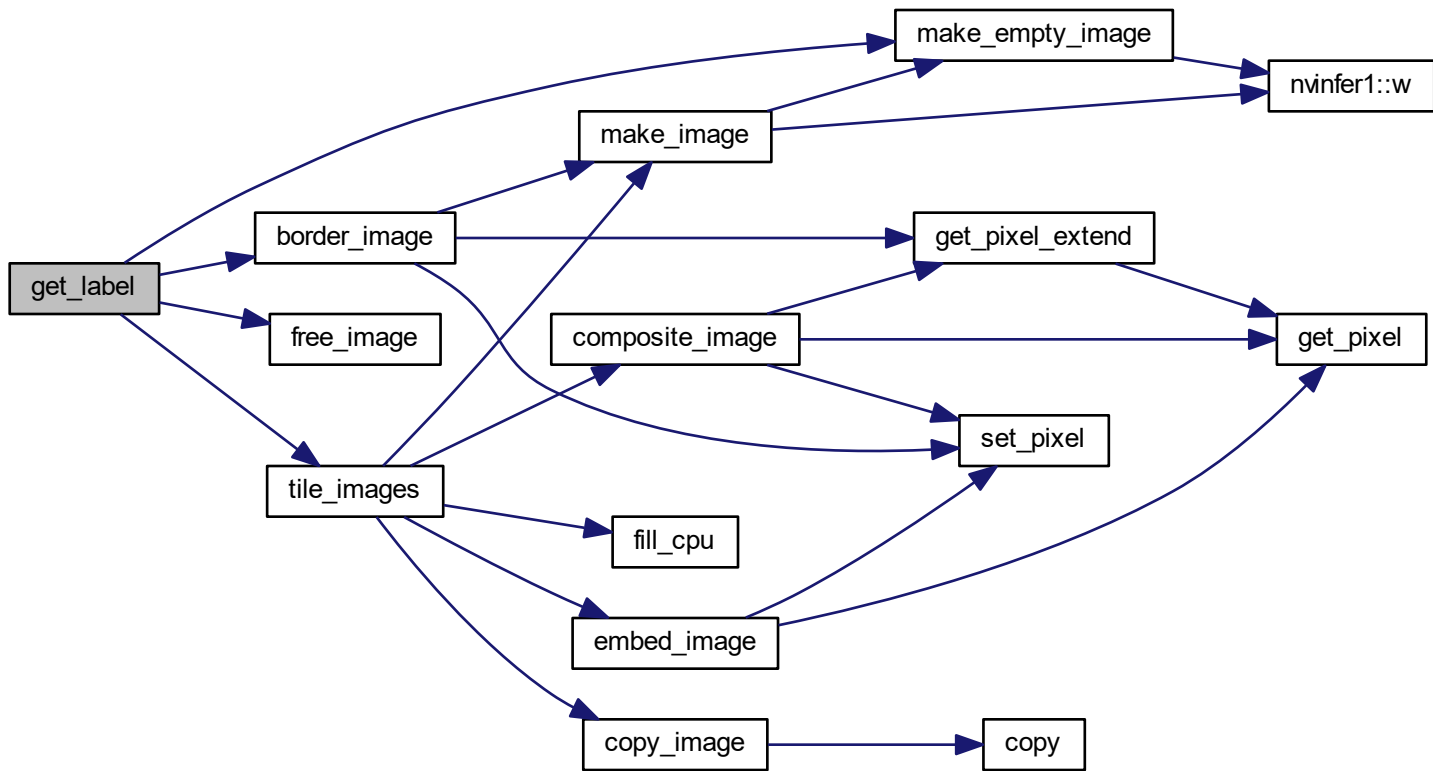 make_empty_image
nvinfer1::w
make_image
border_image
get_pixel_extend
get_label
free_image
composite_image
get_pixel
set_pixel
tile_images
fill_cpu
embed_image
copy_image
copy